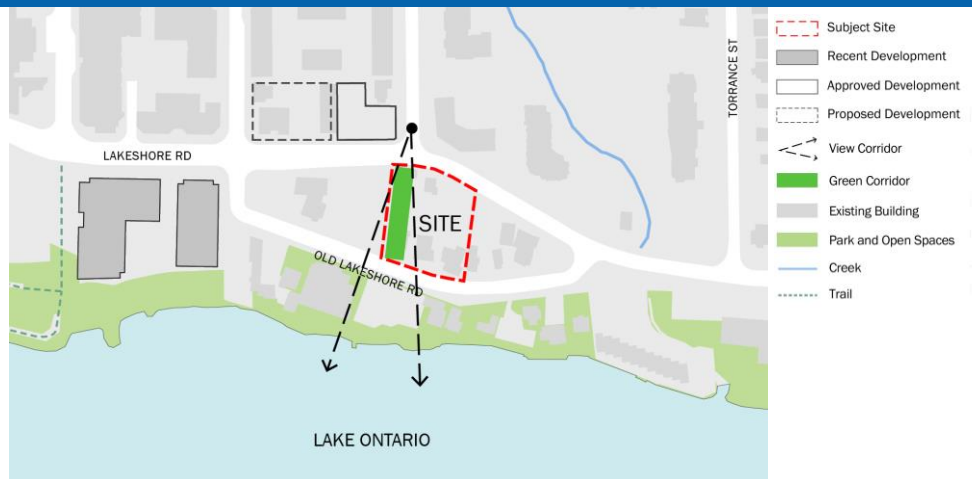 TORRANCE ST
LAKESHORE RD
SITE
OLD LAKESHORE RD
LAKE ONTARIO
Subject Site
Recent Development
Approved Development
Proposed Development
View Corridor
Green Corridor
Existing Building
Park and Open Spaces
Creek
Trail